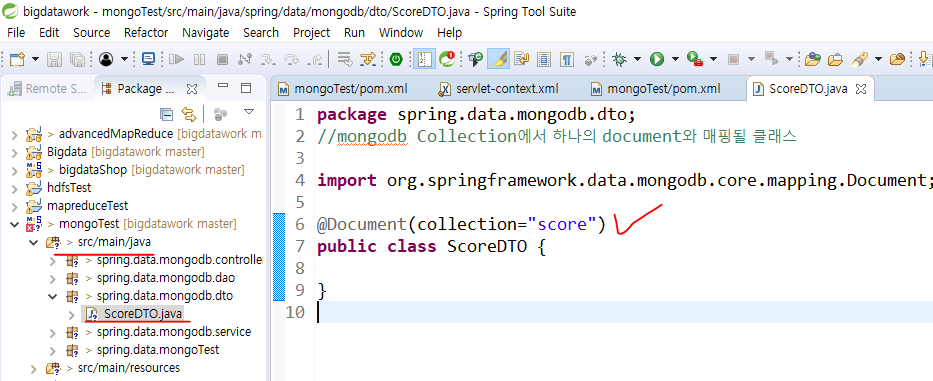 bigdatawork - mongoTest/src/main/java/spring/data/mongodb/dto/ScoreDTO.java - Spring Tool Suite
File Edit Source Refactor Navigate Search Project Run Window Help
Remote S... Package ...
mongoTest/pom.xml servlet-context.xml mongoTest/pom.xml ScoreDTO.java
> advancedMapReduce [bigdatawork m
Bigdata [bigdatawork master]
> bigdataShop [bigdatawork master]
hdfsTest
mapreduceTest
> mongoTest [bigdatawork master]
> src/main/java
> spring.data.mongodb.controller
> spring.data.mongodb.dao
> spring.data.mongodb.dto
> ScoreDTO.java
> spring.data.mongodb.service
> spring.data.mongoTest
> src/main/resources
1 package spring.data.mongodb.dto;
2 //mongodb Collection에서 하나의 document와 매핑될 클래스
3
4 import org.springframework.data.mongodb.core.mapping.Document;
5
6 @Document(collection="score")
7 public class ScoreDTO {
8
9 }
10